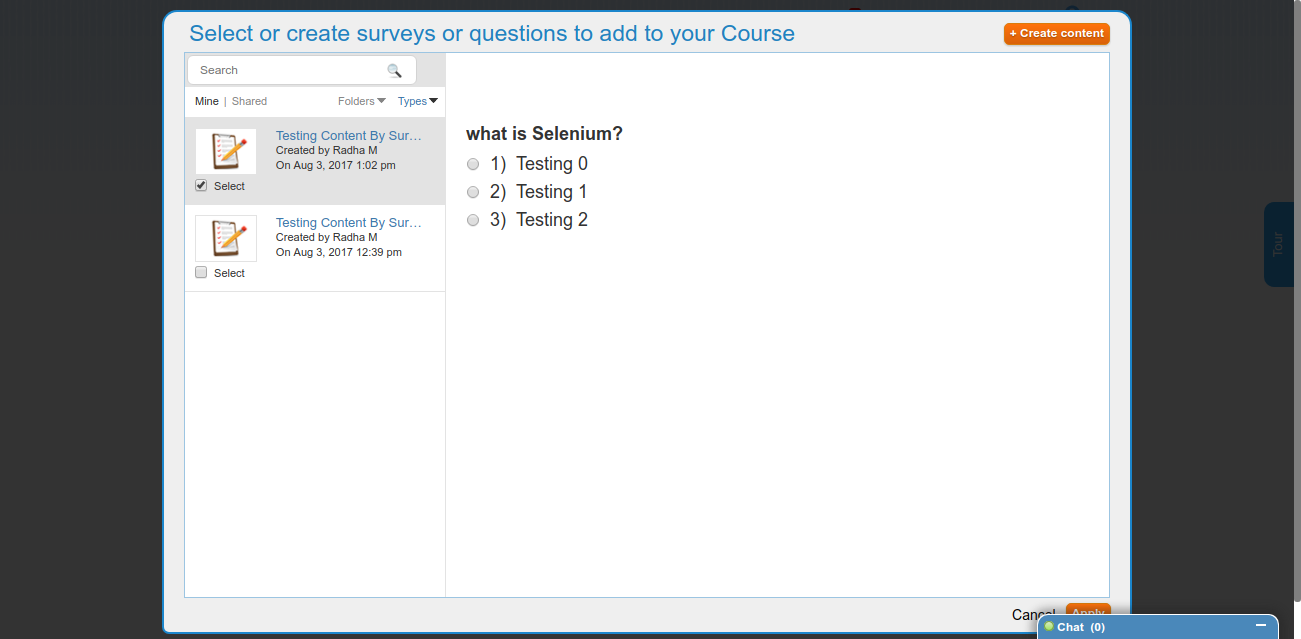 Select or create surveys or questions to add to your Course
+ Create content
Search
Mine | Shared
Folders
Types
Testing Content By Sur...
Created by Radha M
On Aug 3, 2017 1:02 pm
Select
Testing Content By Sur...
Created by Radha M
On Aug 3, 2017 12:39 pm
Select
what is Selenium?
1) Testing 0
2) Testing 1
3) Testing 2
Tour
Cancel
Apply
Chat (0)